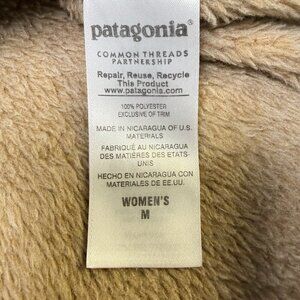 patagonia®
COMMON THREADS
PARTNERSHIP
Repair, Reuse, Recycle
This Product
www.patagonia.com
100% POLYESTER
EXCLUSIVE OF TRIM
MADE IN NICARAGUA OF U.S.
MATERIALS
FABRIQUÉ AU NICARAGUA
DES MATIÈRES DES ETATS-
UNIS
HECHO EN NICARAGUA CON
MATERIALES DE EE.UU.
WOMEN'S
M